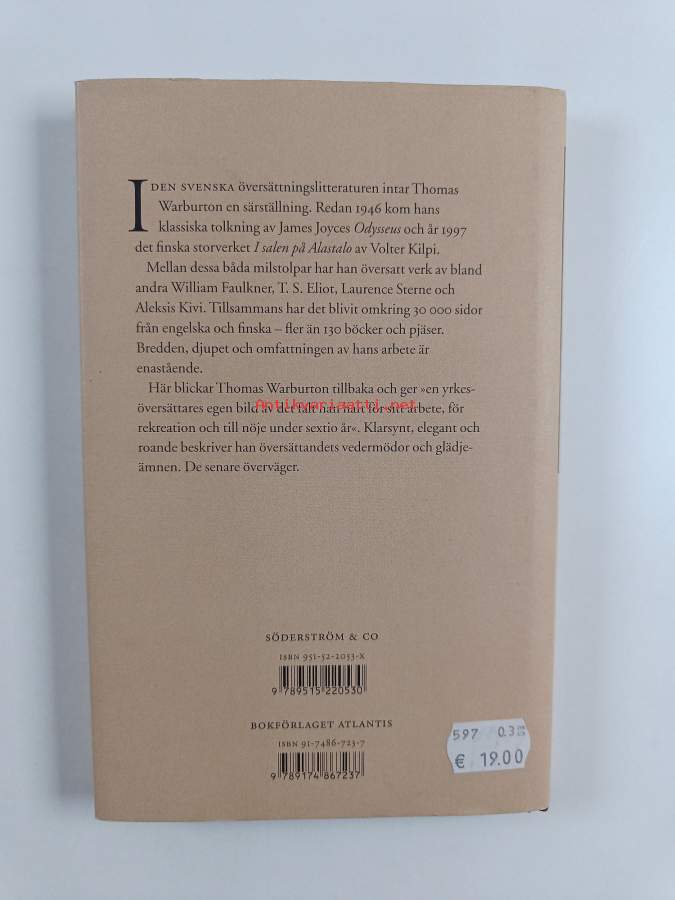 I DEN SVENSKA översättningslitteraturen intar Thomas
Warburton en särställning. Redan 1946 kom hans
klassiska tolkning av James Joyces Odysseus och år 1997
det finska storverket I salen på Alastalo av Volter Kilpi.
Mellan dessa båda milstolpar har han översatt verk av bland
andra William Faulkner, T. S. Eliot, Laurence Sterne och
Aleksis Kivi. Tillsammans har det blivit omkring 30 000 sidor
från engelska och finska – fler än 130 böcker och pjäser.
Bredden, djupet och omfattningen av hans arbete är
enastående.
Här blickar Thomas Warburton tillbaka och ger »en yrkes-
översättares egen bild av det fält han haft för sitt arbete, för
Antikvariaatti.net
rekreation och till nöje under sextio år«. Klarsynt, elegant och
roande beskriver han översättandets vedermödor och glädje-
ämnen. De senare överväger.
SÖDERSTRÖM & CO
ISBN 951-52-2053-X
9 789515 220530
BOKFÖRLAGET ATLANTIS
ISBN 91-7486-723-7
9 789174 867237
597 03
€ 19.00